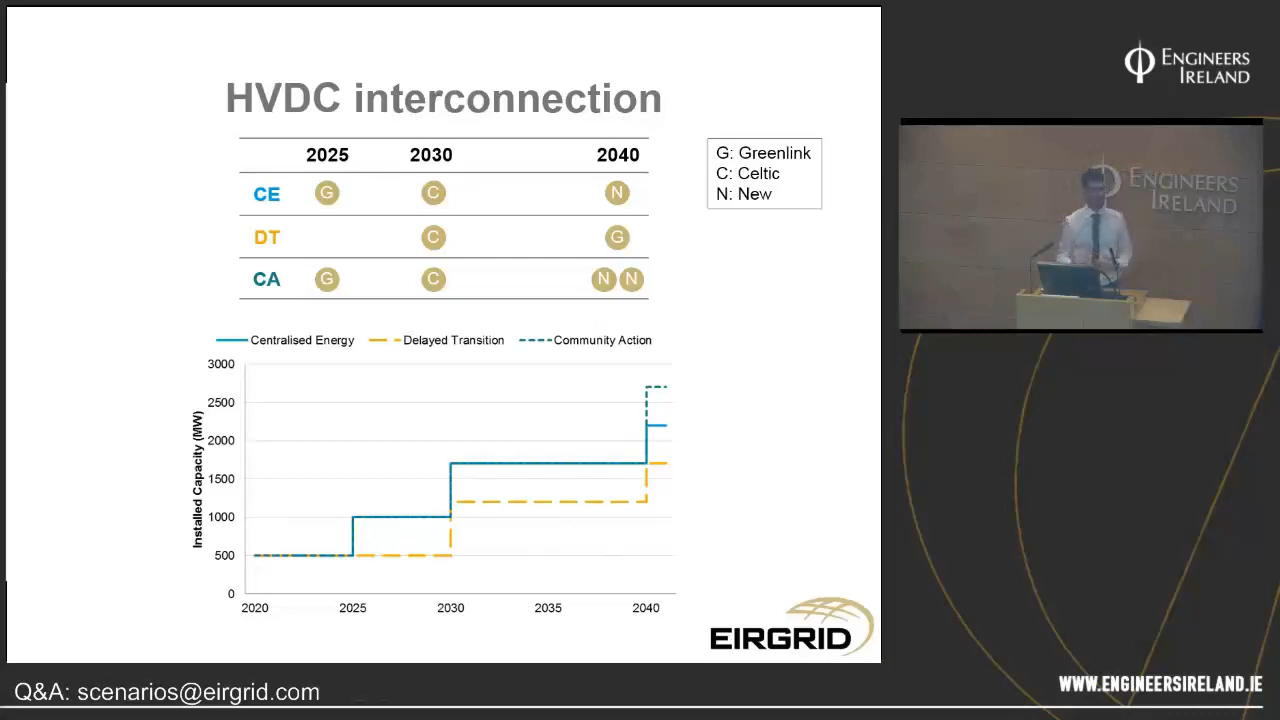 HVDC interconnection
2025 2030 2040
CE G C N
DT C G
CA G C N N
G: Greenlink
C: Celtic
N: New
Centralised Energy Delayed Transition Community Action
Installed Capacity (MW)
3000
2500
2000
1500
1000
500
0
2020 2025 2030 2035 2040
EIRGRID
ENGINEERS
IRELAND
ENGINEERS
IRELAND
Q&A: scenarios@eirgrid.com
WWW.ENGINEERSIRELAND.IE